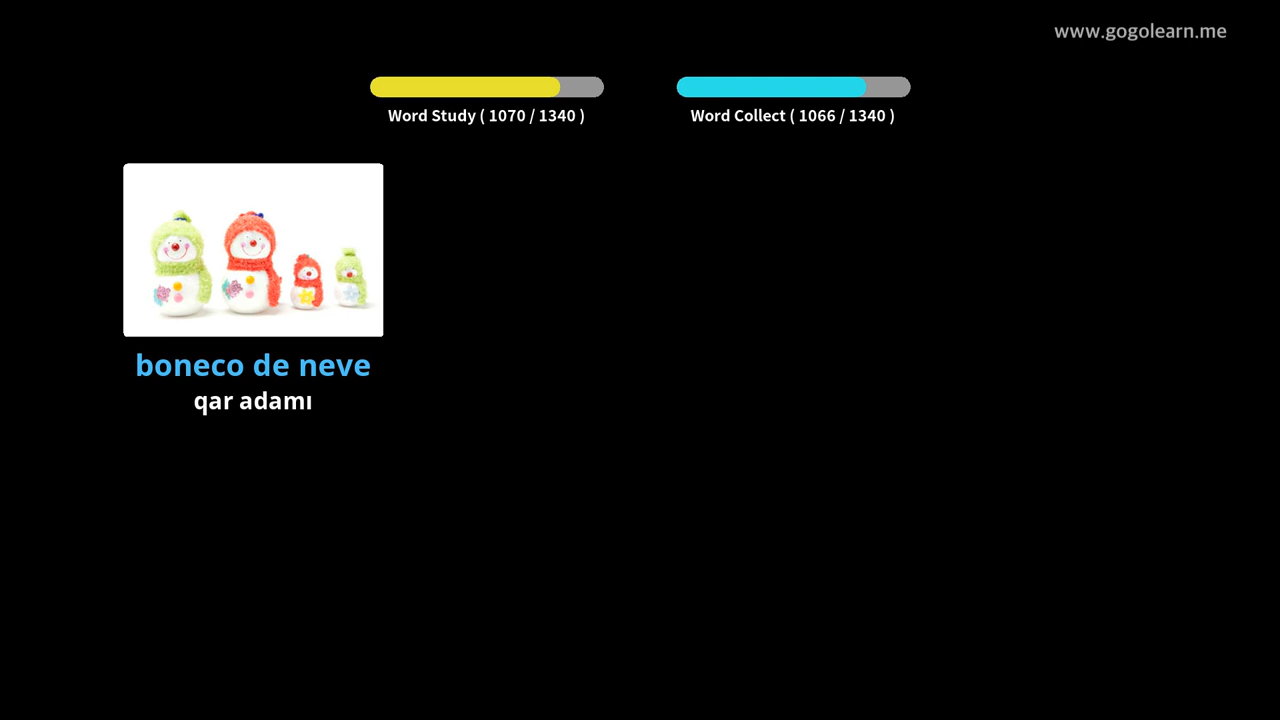 www.gogolearn.me
Word Study ( 1070 / 1340 )
Word Collect ( 1066 / 1340 )
boneco de neve
qar adamı